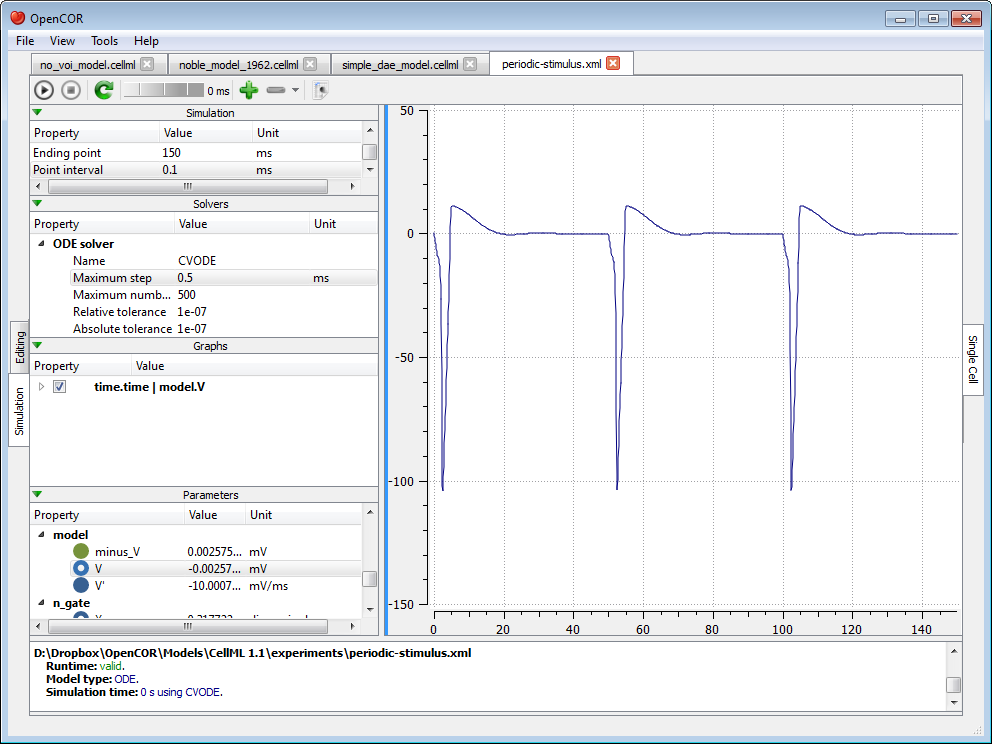 OpenCOR
File View Tools Help
no_voi_model.cellml noble_model_1962.cellml simple_dae_model.cellml periodic-stimulus.xml
0 ms
Simulation
Property Value Unit
Ending point 150 ms
Point interval 0.1 ms
Solvers
Property Value Unit
ODE solver
Name CVODE
Maximum step 0.5 ms
Maximum numb... 500
Relative tolerance 1e-07
Absolute tolerance 1e-07
Graphs
Property Value
time.time | model.V
Parameters
Property Value Unit
model
minus_V 0.002575... mV
V -0.00257... mV
V' -10.0007... mV/ms
n_gate
Editing
Simulation
50
0
-50
-100
-150
0 20 40 60 80 100 120 140
Single Cell
D:\Dropbox\OpenCOR\Models\CellML 1.1\experiments\periodic-stimulus.xml
Runtime: valid.
Model type: ODE.
Simulation time: 0 s using CVODE.